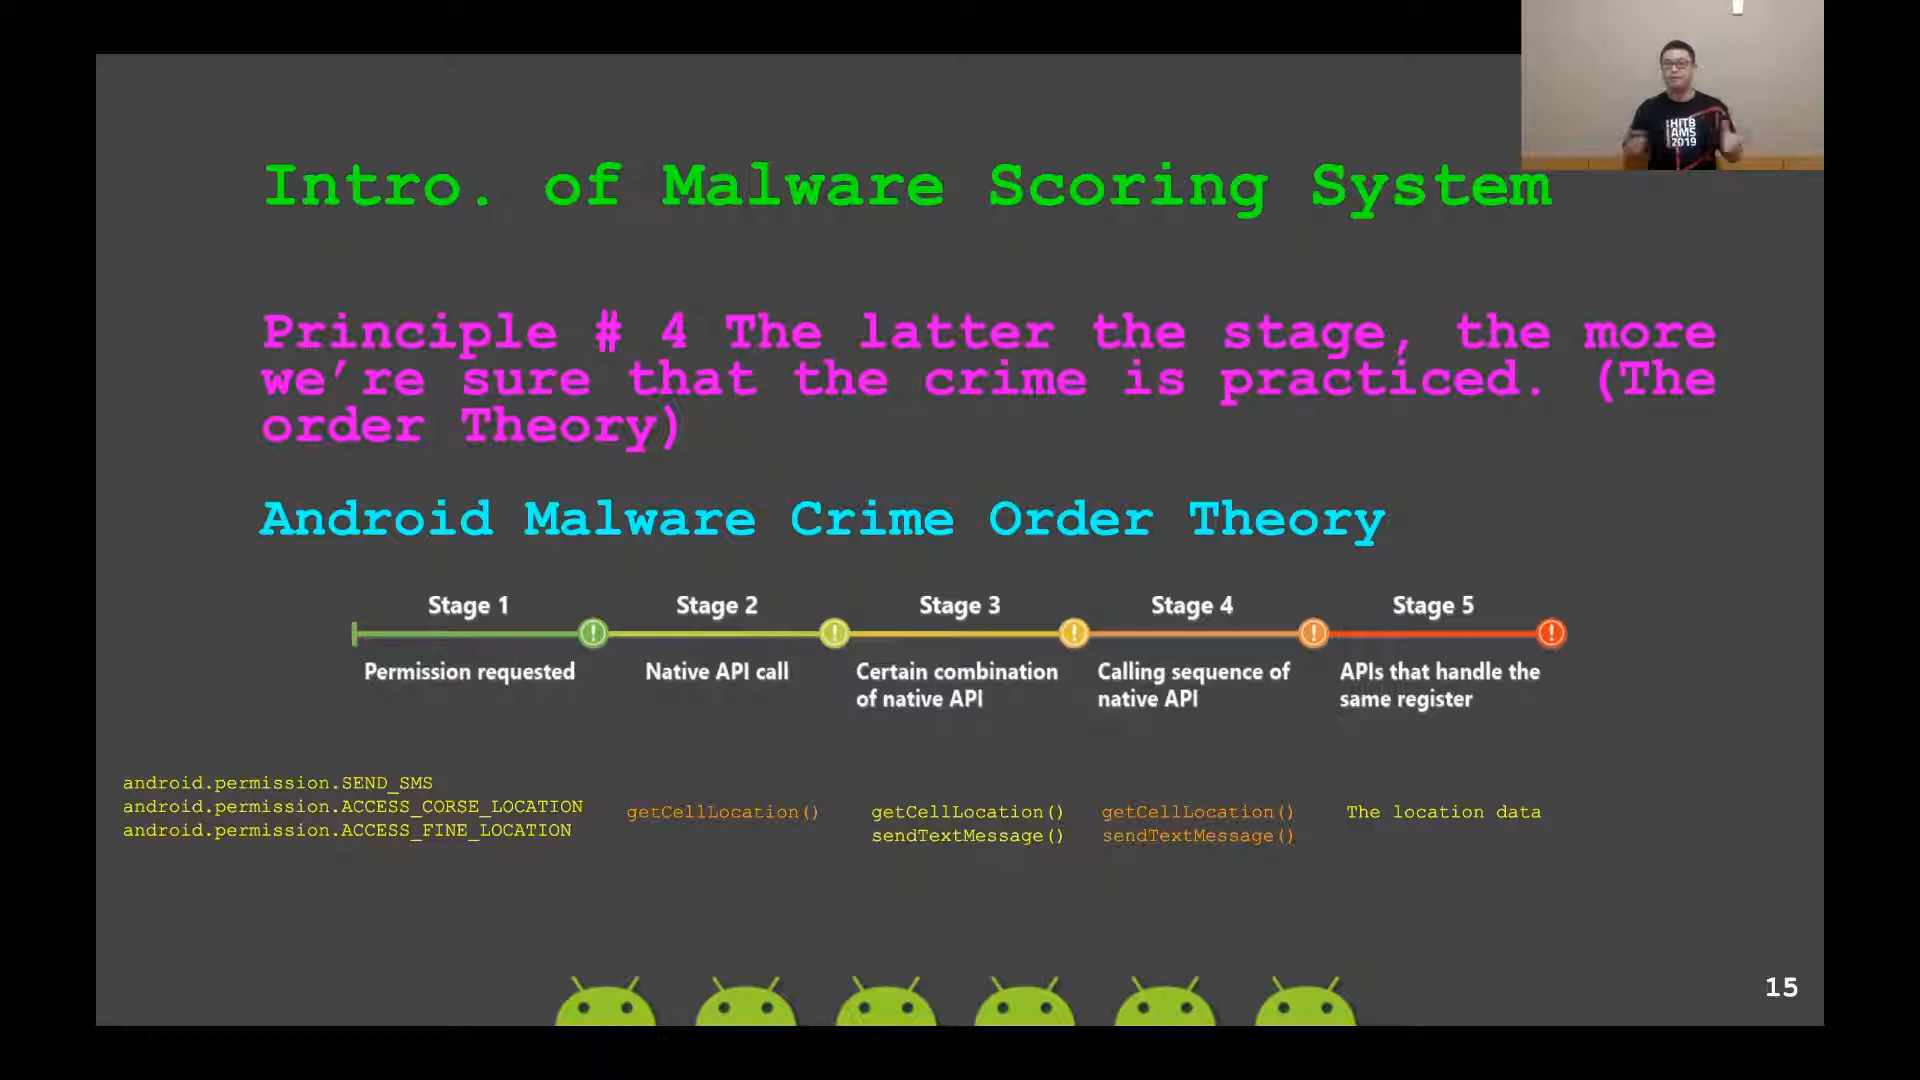 HITB
AMS
2019
Intro. of Malware Scoring System
Principle # 4 The latter the stage, the more
we’re sure that the crime is practiced. (The
order Theory)
Android Malware Crime Order Theory
Stage 1
Stage 2
Stage 3
Stage 4
Stage 5
Permission requested
Native API call
Certain combination
of native API
Calling sequence of
native API
APIs that handle the
same register
android.permission.SEND_SMS
android.permission.ACCESS_CORSE_LOCATION
android.permission.ACCESS_FINE_LOCATION
getCellLocation()
getCellLocation()
sendTextMessage()
getCellLocation()
sendTextMessage()
The location data
15